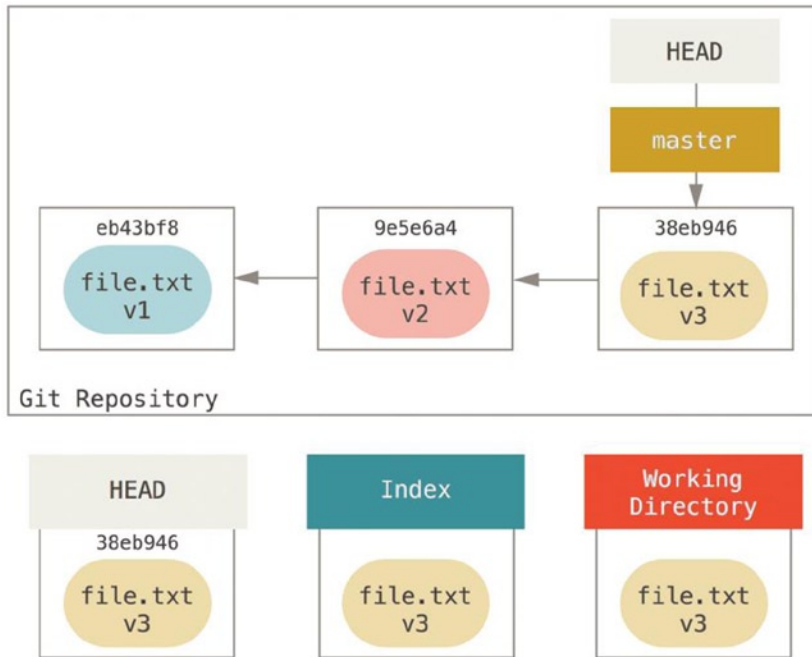 HEAD
master
eb43bf8
9e5e6a4
38eb946
file.txt
v1
file.txt
v2
file.txt
v3
Git Repository
HEAD
Index
Working
Directory
38eb946
file.txt
v3
file.txt
v3
file.txt
v3